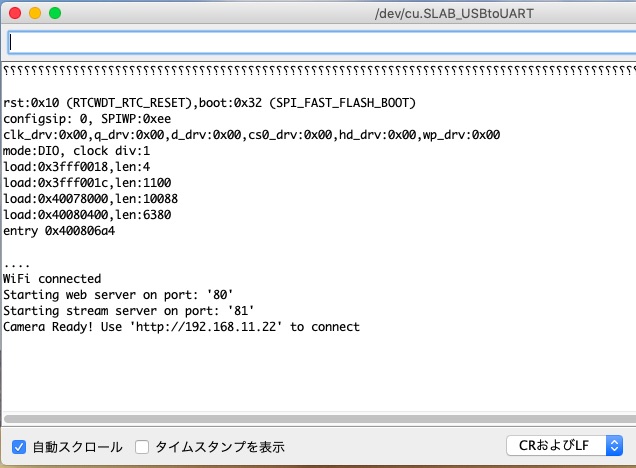 /dev/cu.SLAB_USBtoUART
rst:0x10 (RTCWDT_RTC_RESET),boot:0x32 (SPI_FAST_FLASH_BOOT)
configsip: 0, SPIWP:0xee
clk_drv:0x00,q_drv:0x00,d_drv:0x00,cs0_drv:0x00,hd_drv:0x00,wp_drv:0x00
mode:DIO, clock div:1
load:0x3fff0018,len:4
load:0x3fff001c,len:1100
load:0x40078000,len:10088
load:0x40080400,len:6380
entry 0x400806a4
....
WiFi connected
Starting web server on port: '80'
Starting stream server on port: '81'
Camera Ready! Use 'http://192.168.11.22' to connect
自動スクロール タイムスタンプを表示 CRおよびLF